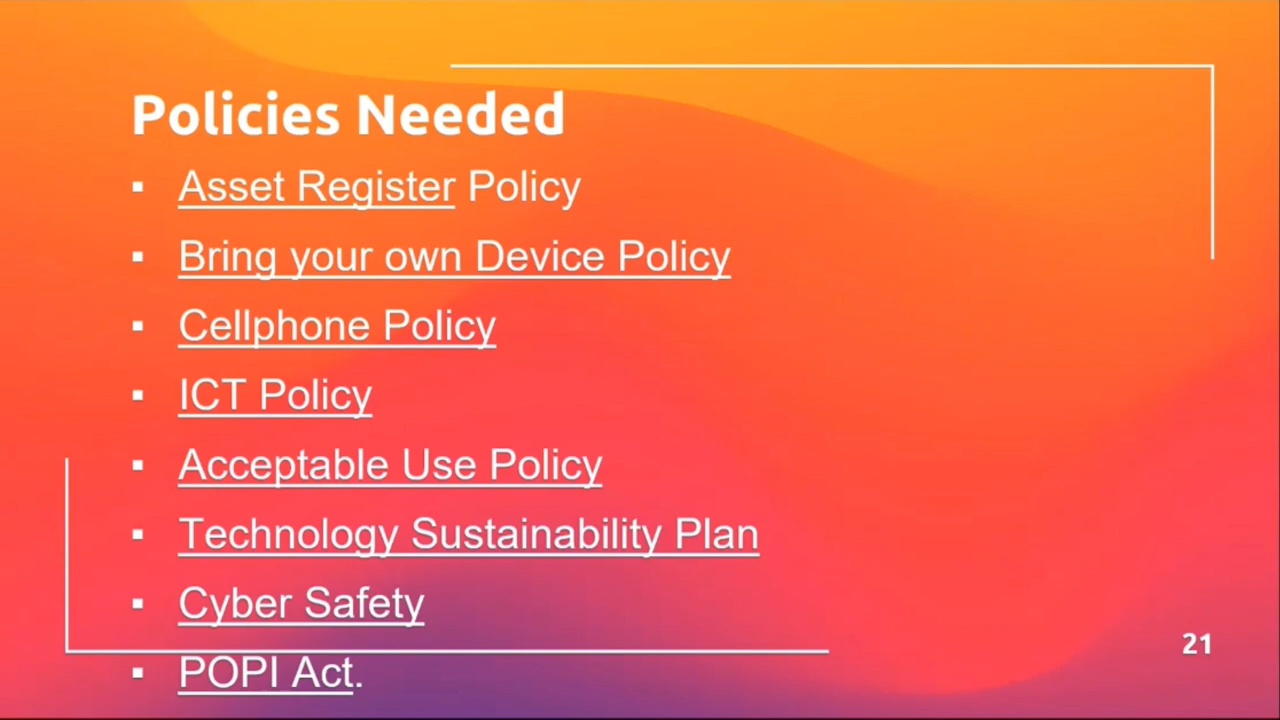 Policies Needed
▪ Asset Register Policy
▪ Bring your own Device Policy
▪ Cellphone Policy
▪ ICT Policy
▪ Acceptable Use Policy
▪ Technology Sustainability Plan
▪ Cyber Safety
▪ POPI Act.
21